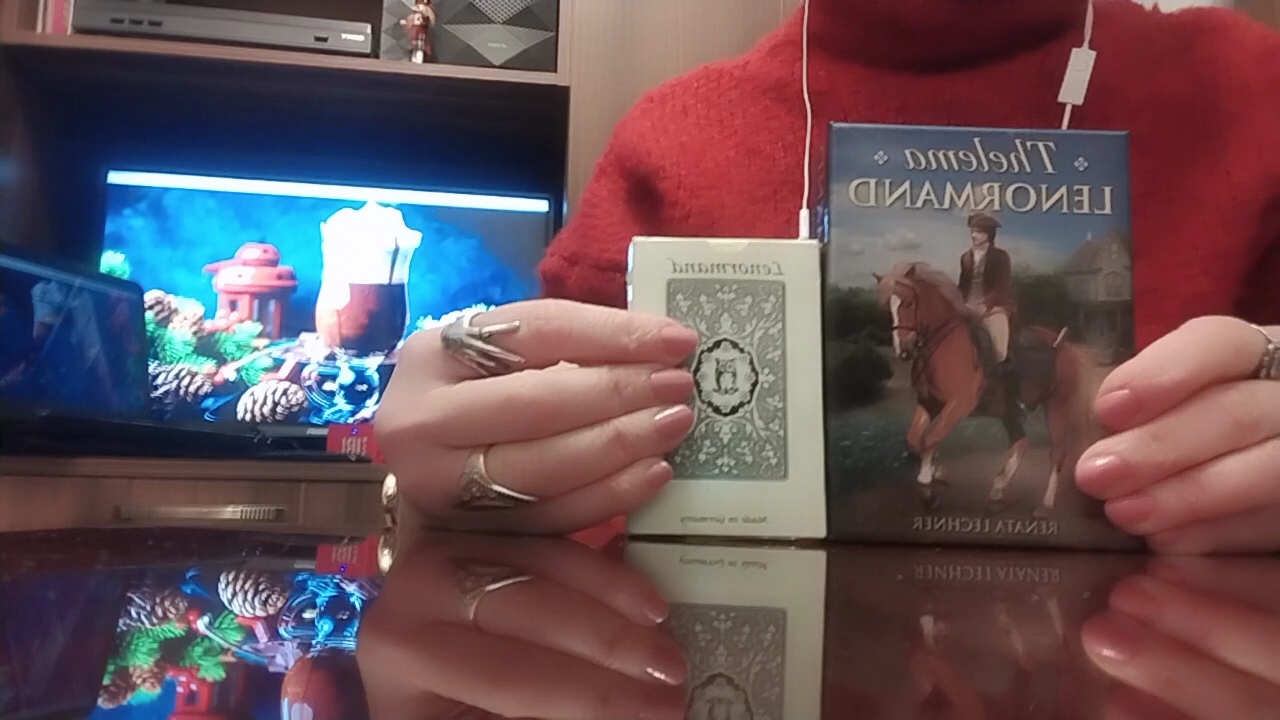 Thelema
LENORMAND
RENATA LECHNER
Lenormand
Made in Germany